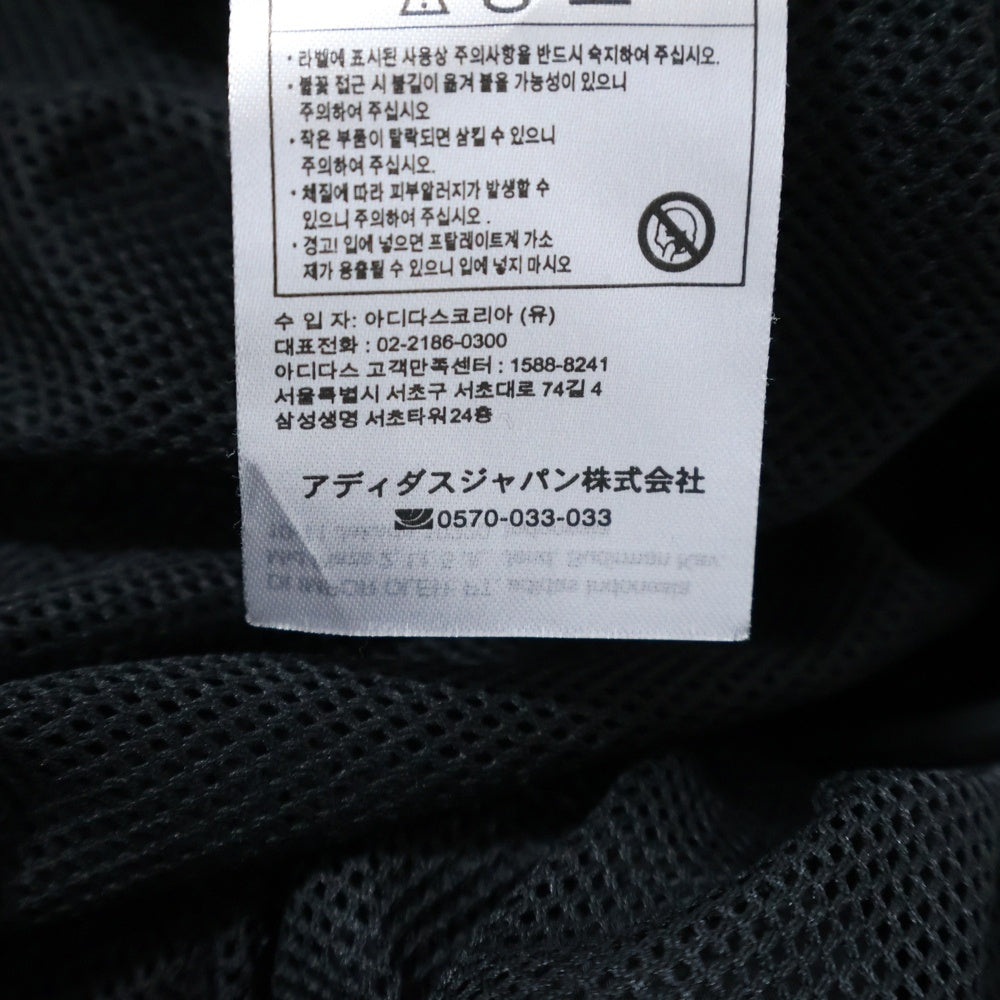 · 라벨에 표시된 사용상 주의사항을 반드시 숙지하여 주십시오.
· 불꽃 접근 시 불길이 옮겨 붙을 가능성이 있으니
주의하여 주십시오
· 작은 부품이 탈락되면 삼킬 수 있으니
주의하여 주십시오.
· 체질에 따라 피부알러지가 발생할 수
있으니 주의하여 주십시오 .
· 경고! 입에 넣으면 프탈레이트계 가소
제가 용출될 수 있으니 입에 넣지 마시오
수 입 자: 아디다스코리아 (유)
대표전화 : 02-2186-0300
아디다스 고객만족센터 : 1588-8241
서울특별시 서초구 서초대로 74길 4
삼성생명 서초타워24층
アディダスジャパン株式会社
0570-033-033